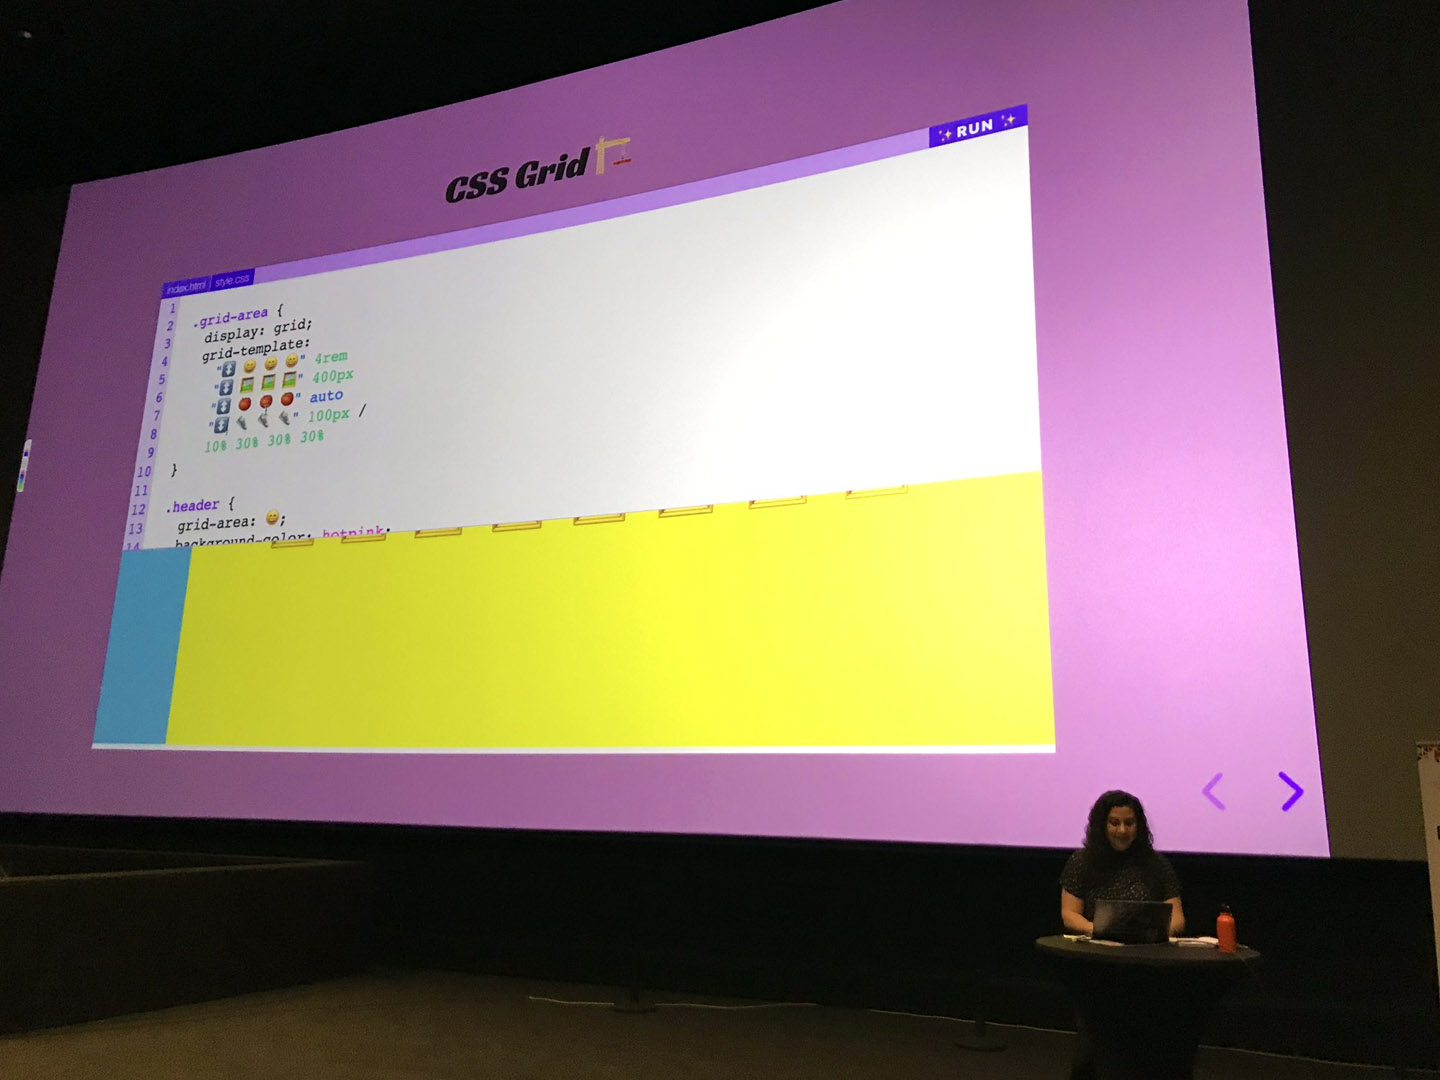 CSS Grid 🏗️
✨ RUN ✨
index.html style.css
1
2 .grid-area {
3 display: grid;
4 grid-template:
5 "↕️ 😄 😄 😄" 4rem
6 "↕️ 🖼️ 🖼️ 🖼️" 400px
7 "↕️ 🔴 🔴 🔴" auto
8 "↕️ 🦶 🦶 🦶" 100px /
9 10% 30% 30% 30%
10 }
11
12 .header {
13 grid-area: 😄;
14 background-color: hotpink;